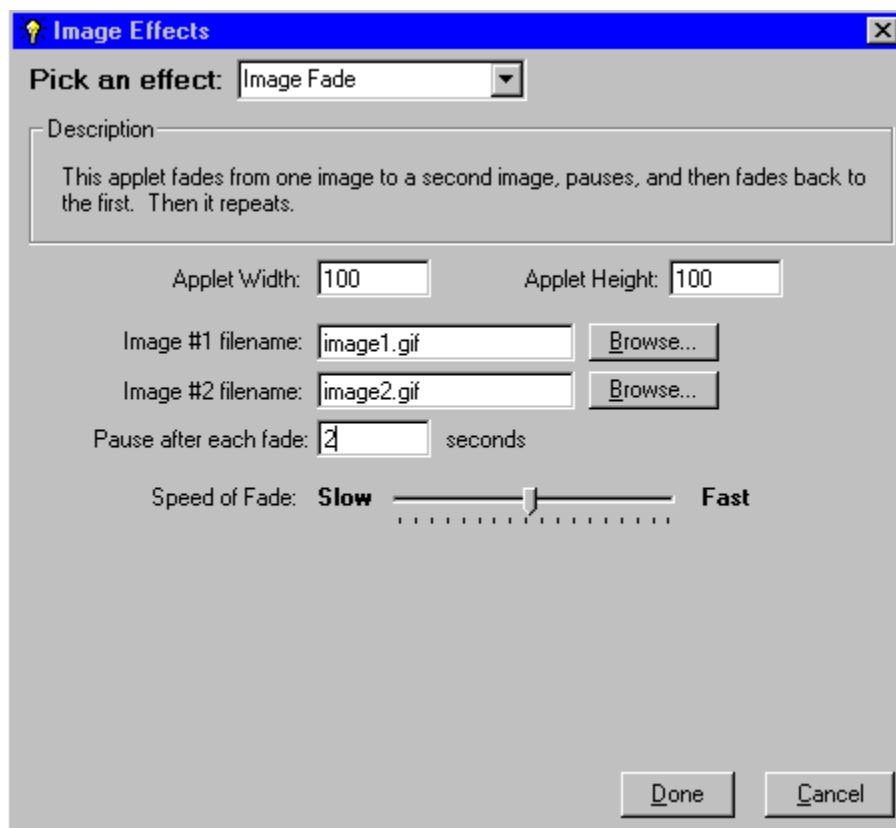 Image Effects
Pick an effect: Image Fade
Description
This applet fades from one image to a second image, pauses, and then fades back to
the first.  Then it repeats.
Applet Width: 100 Applet Height: 100
Image #1 filename: image1.gif Browse...
Image #2 filename: image2.gif Browse...
Pause after each fade: 2 seconds
Speed of Fade: Slow Fast
Done Cancel